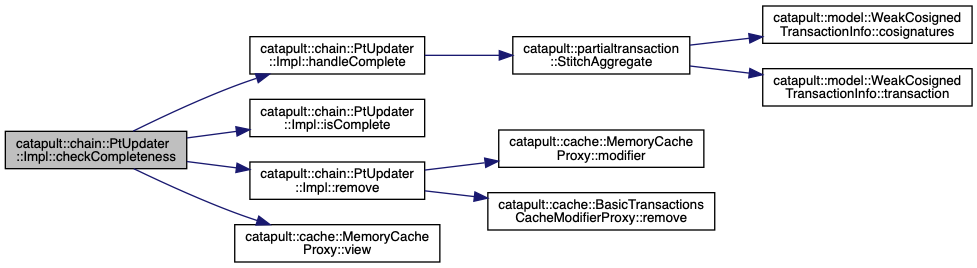 catapult::chain::PtUpdater
::Impl::checkCompleteness
catapult::chain::PtUpdater
::Impl::handleComplete
catapult::partialtransaction
::StitchAggregate
catapult::model::WeakCosigned
TransactionInfo::cosignatures
catapult::model::WeakCosigned
TransactionInfo::transaction
catapult::chain::PtUpdater
::Impl::isComplete
catapult::chain::PtUpdater
::Impl::remove
catapult::cache::MemoryCache
Proxy::modifier
catapult::cache::BasicTransactions
CacheModifierProxy::remove
catapult::cache::MemoryCache
Proxy::view